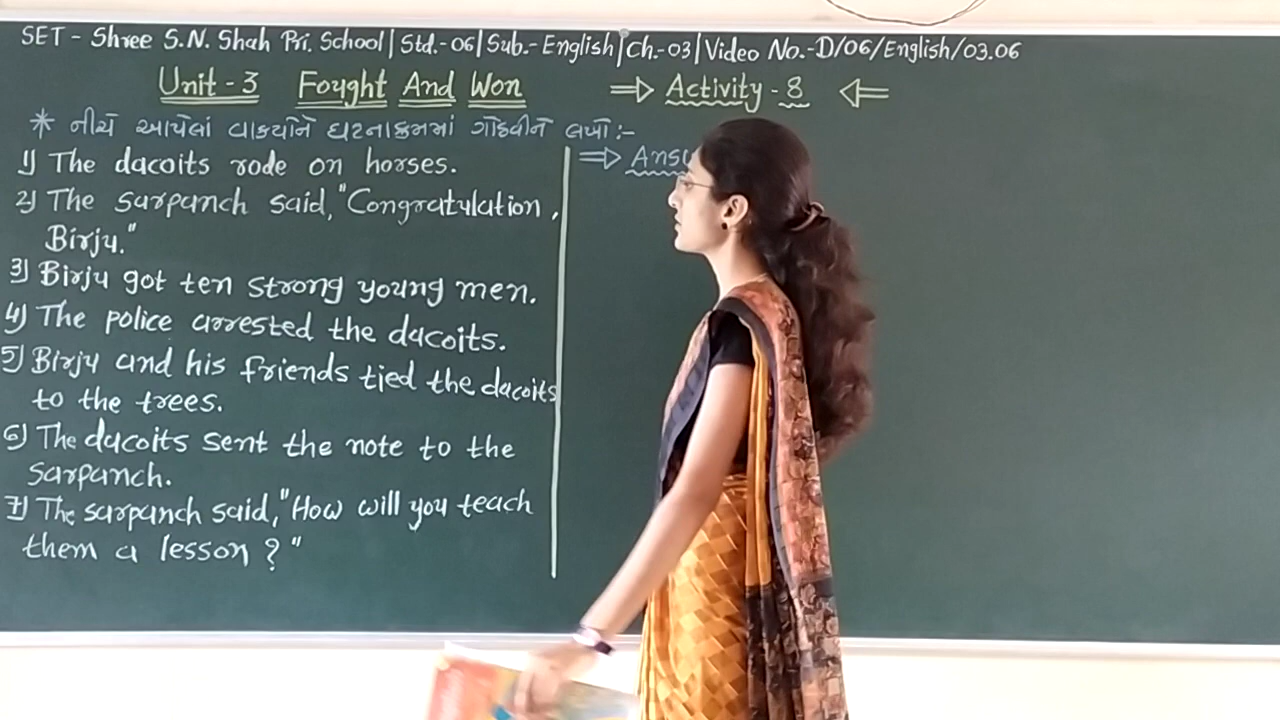 SET - Shree S.N. Shah Pri. School | Std.-06 | Sub.- English | Ch.-03 | Video No.-D/06/English/03.06
Unit - 3 Fought And Won ⇒ Activity - 8 ⇐
* નીચે આપેલાં વાક્યોને ઘટનાક્રમમાં ગોઠવીને લખો :-
1) The dacoits rode on horses.
⇒
2) The sarpanch said, "Congratulation,
Birju."
3) Birju got ten strong young men.
4) The police arrested the dacoits.
5) Birju and his friends tied the dacoits
to the trees.
6) The dacoits sent the note to the
sarpanch.
7) The sarpanch said, "How will you teach
them a lesson ? "